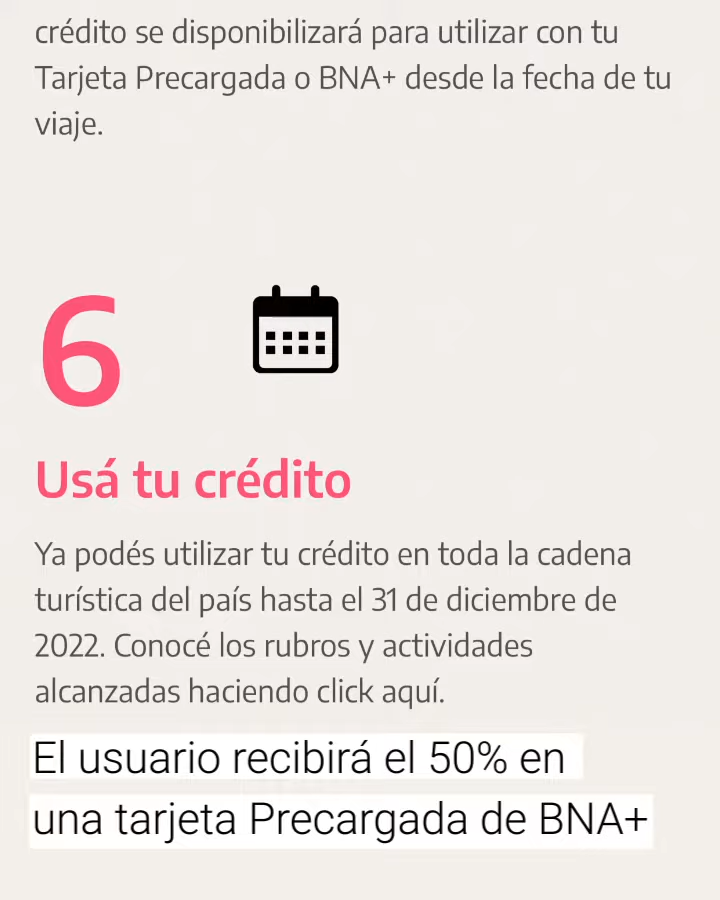 crédito se disponibilizará para utilizar con tu
Tarjeta Precargada o BNA+ desde la fecha de tu
viaje.
6
Usá tu crédito
Ya podés utilizar tu crédito en toda la cadena
turística del país hasta el 31 de diciembre de
2022. Conocé los rubros y actividades
alcanzadas haciendo click aquí.
El usuario recibirá el 50% en
una tarjeta Precargada de BNA+